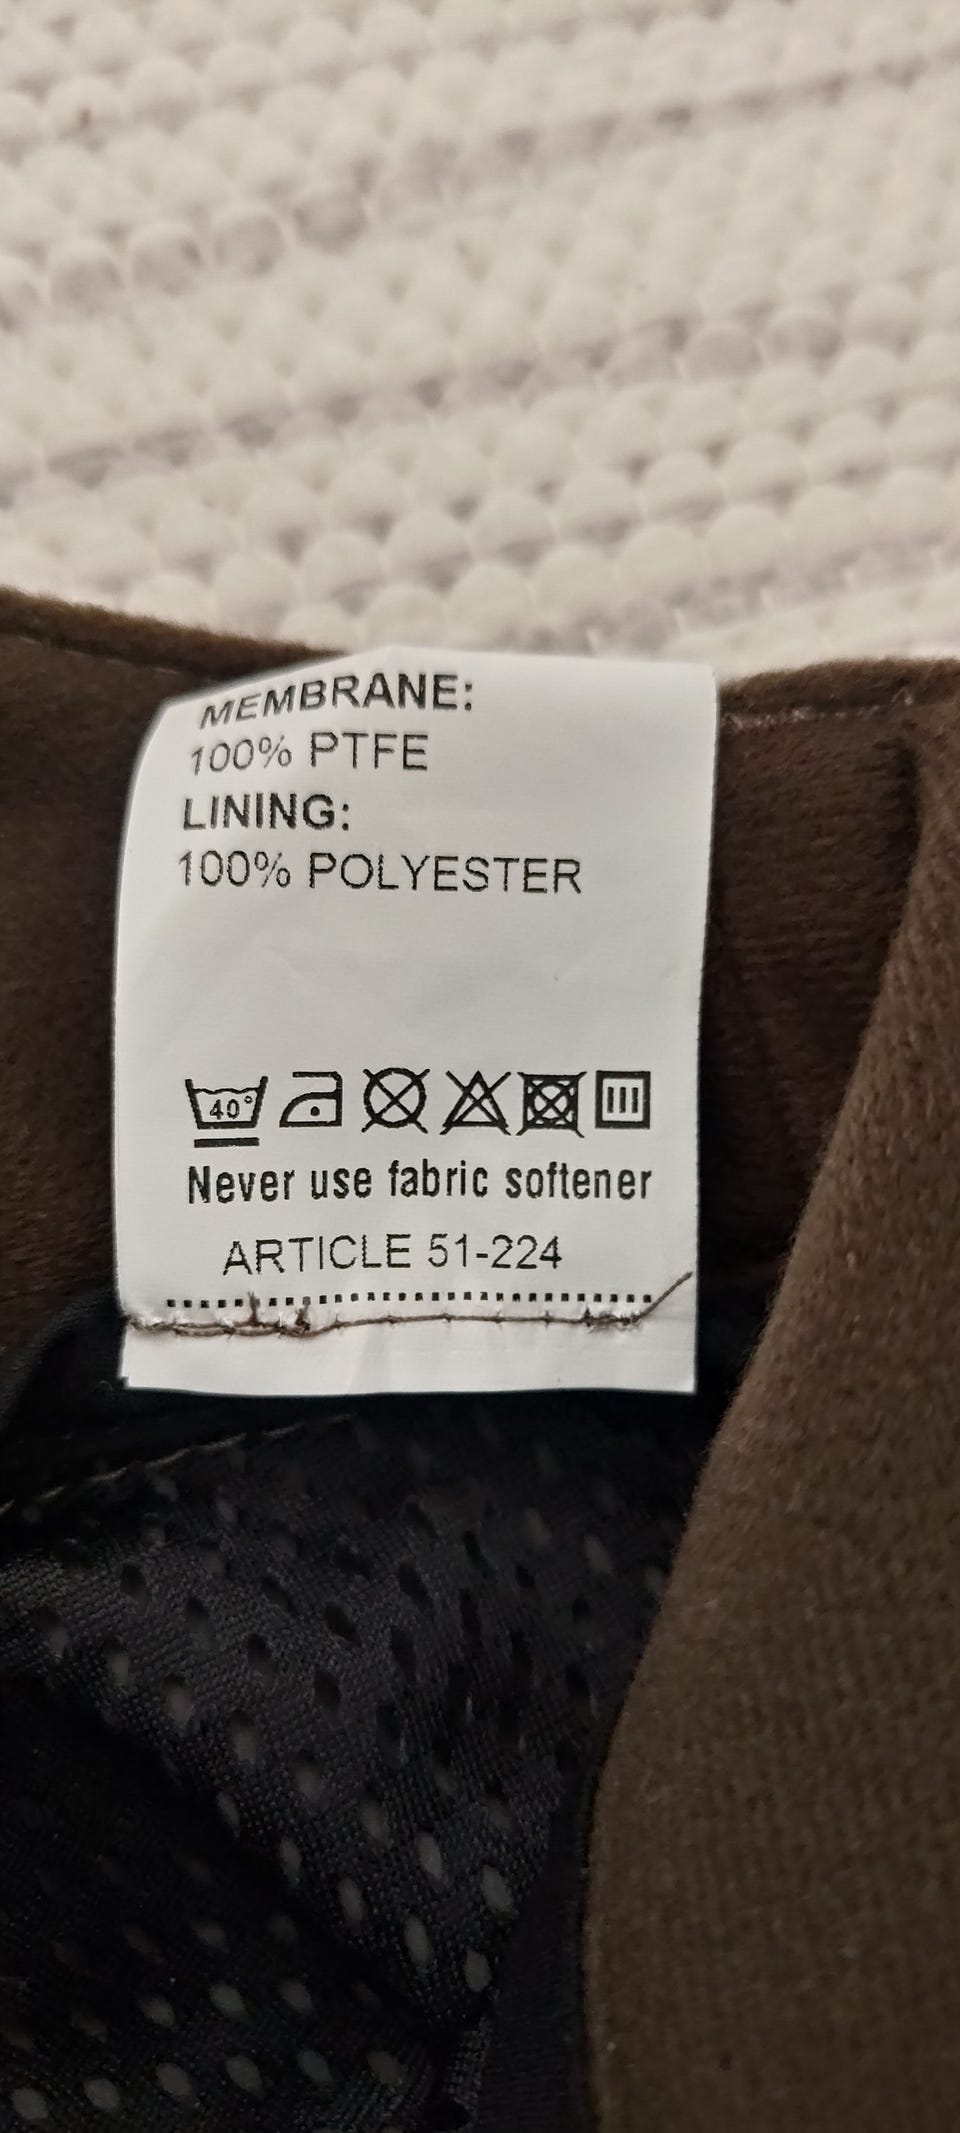 MEMBRANE:
100% PTFE
LINING:
100% POLYESTER
40°
Never use fabric softener
ARTICLE 51-224